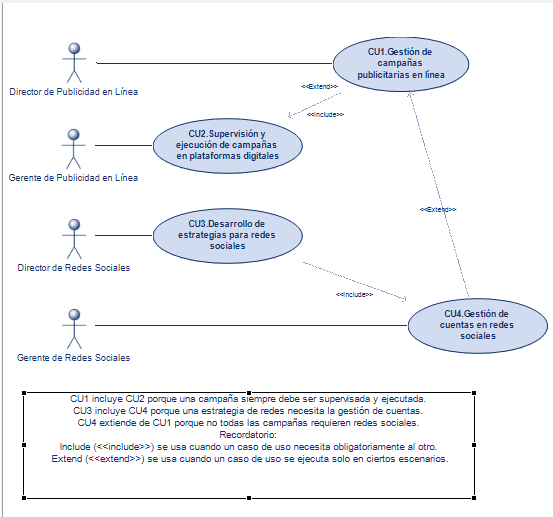 CU1.Gestión de
campañas
publicitarias en línea
Director de Publicidad en Línea
<<Extend>>
<<Include>>
CU2.Supervisión y
ejecución de campañas
en plataformas digitales
Gerente de Publicidad en Línea
CU3.Desarrollo de
estrategias para redes
sociales
<<Extend>>
Director de Redes Sociales
<<Include>>
CU4.Gestión de
cuentas en redes
sociales
Gerente de Redes Sociales
CU1 incluye CU2 porque una campaña siempre debe ser supervisada y ejecutada.
CU3 incluye CU4 porque una estrategia de redes necesita la gestión de cuentas.
CU4 extiende de CU1 porque no todas las campañas requieren redes sociales.
Recordatorio:
Include (<<include>>) se usa cuando un caso de uso necesita obligatoriamente al otro.
Extend (<<extend>>) se usa cuando un caso de uso se ejecuta solo en ciertos escenarios.